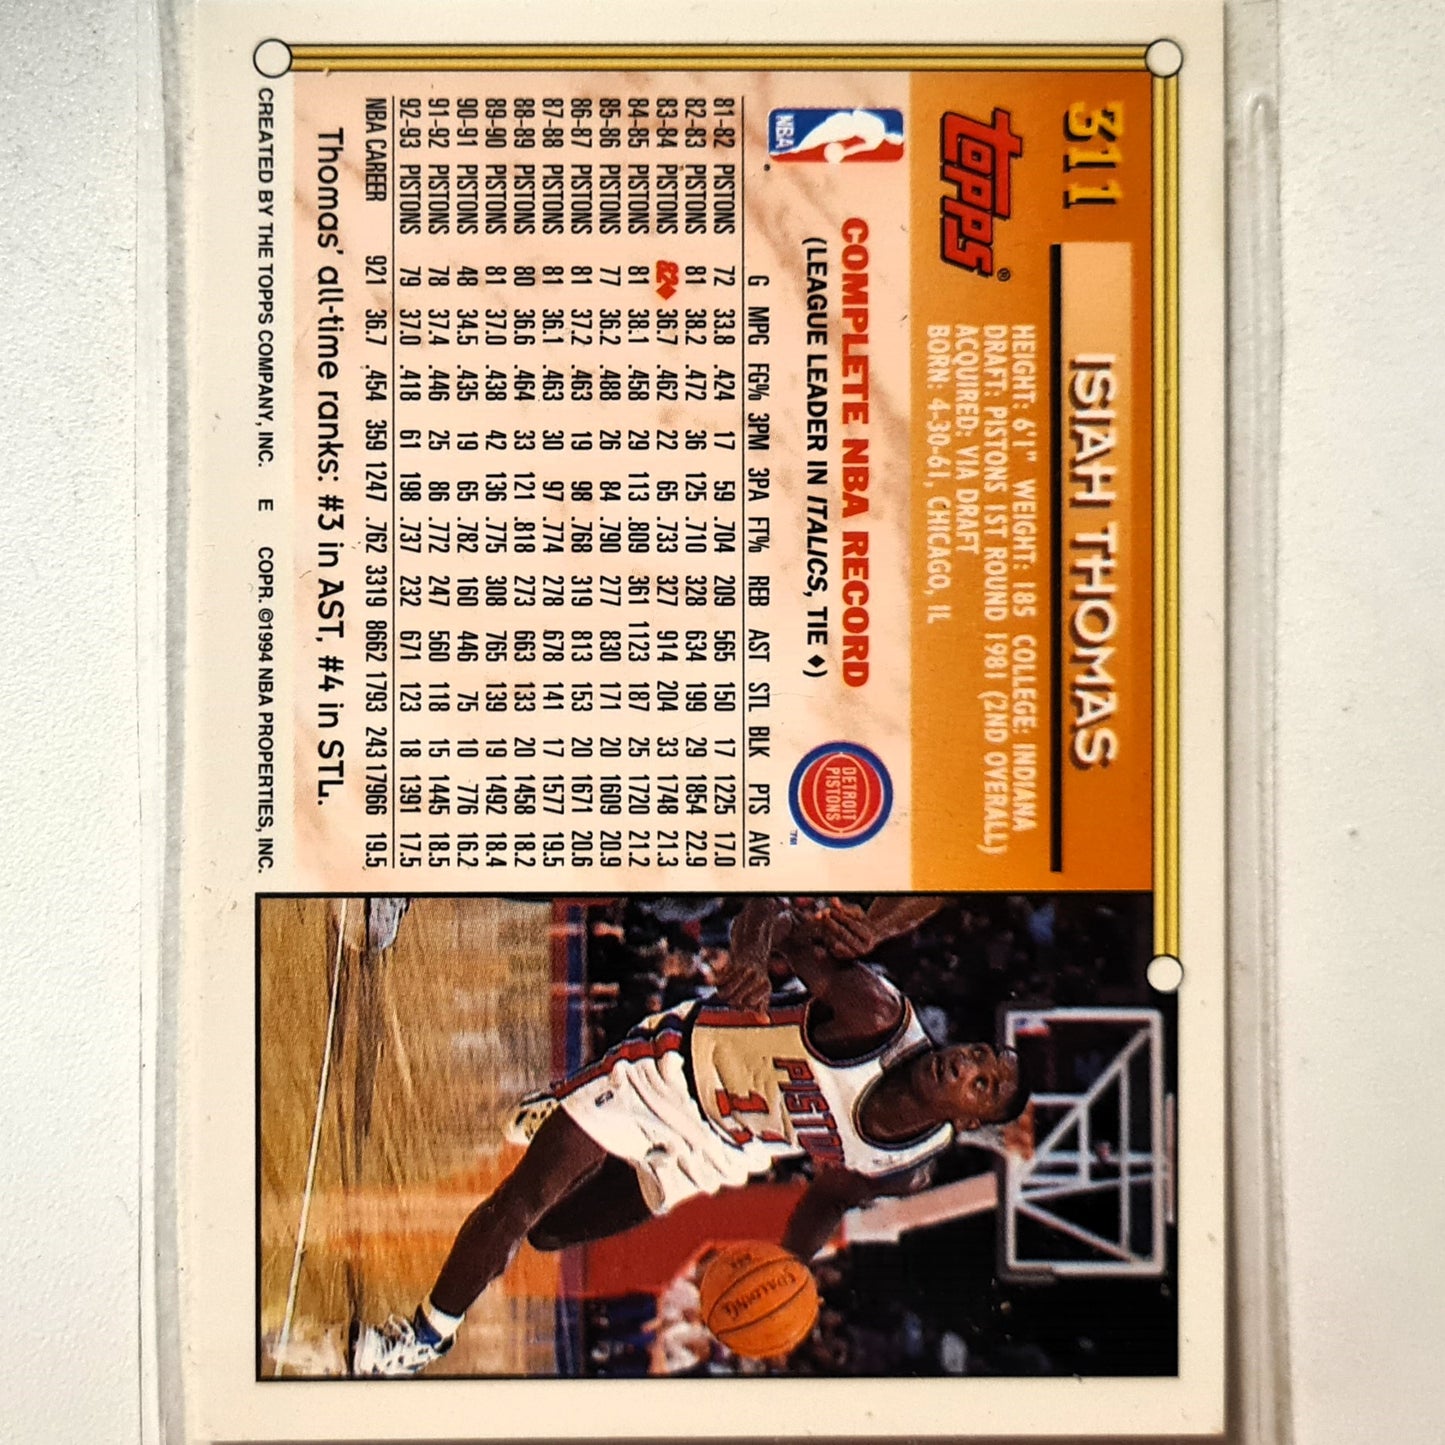 311
ISIAH THOMAS
topps®
HEIGHT: 6'1" WEIGHT: 185 COLLEGE: INDIANA
DRAFT: PISTONS 1ST ROUND 1981 (2ND OVERALL)
ACQUIRED: VIA DRAFT
BORN: 4-30-61, CHICAGO, IL
NBA
COMPLETE NBA RECORD
(LEAGUE LEADER IN ITALICS, TIE ♦)
DETROIT
PISTONS
™
G MPG FG% 3PM 3PA FT% REB AST STL BLK PTS AVG
81-82 PISTONS 72 33.8 .424 17 59 .704 209 565 150 17 1225 17.0
82-83 PISTONS 81 38.2 .472 36 125 .710 328 634 199 29 1854 22.9
83-84 PISTONS 82♦ 36.7 .462 22 65 .733 327 914 204 33 1748 21.3
84-85 PISTONS 81 38.1 .458 29 113 .809 361 1123 187 25 1720 21.2
85-86 PISTONS 77 36.2 .488 26 84 .790 277 830 171 20 1609 20.9
86-87 PISTONS 81 37.2 .463 19 98 .768 319 813 153 20 1671 20.6
87-88 PISTONS 81 36.1 .463 30 97 .774 278 678 141 17 1577 19.5
88-89 PISTONS 80 36.6 .464 33 121 .818 273 663 133 20 1458 18.2
89-90 PISTONS 81 37.0 .438 42 136 .775 308 765 139 19 1492 18.4
90-91 PISTONS 48 34.5 .435 19 65 .782 160 446 75 10 776 16.2
91-92 PISTONS 78 37.4 .446 25 86 .772 247 560 118 15 1445 18.5
92-93 PISTONS 79 37.0 .418 61 198 .737 232 671 123 18 1391 17.5
NBA CAREER 921 36.7 .454 359 1247 .762 3319 8662 1793 243 17966 19.5
Thomas' all-time ranks: #3 in AST, #4 in STL.
CREATED BY THE TOPPS COMPANY, INC. E COPR. ©1994 NBA PROPERTIES, INC.
PISTON
11
SPALDING